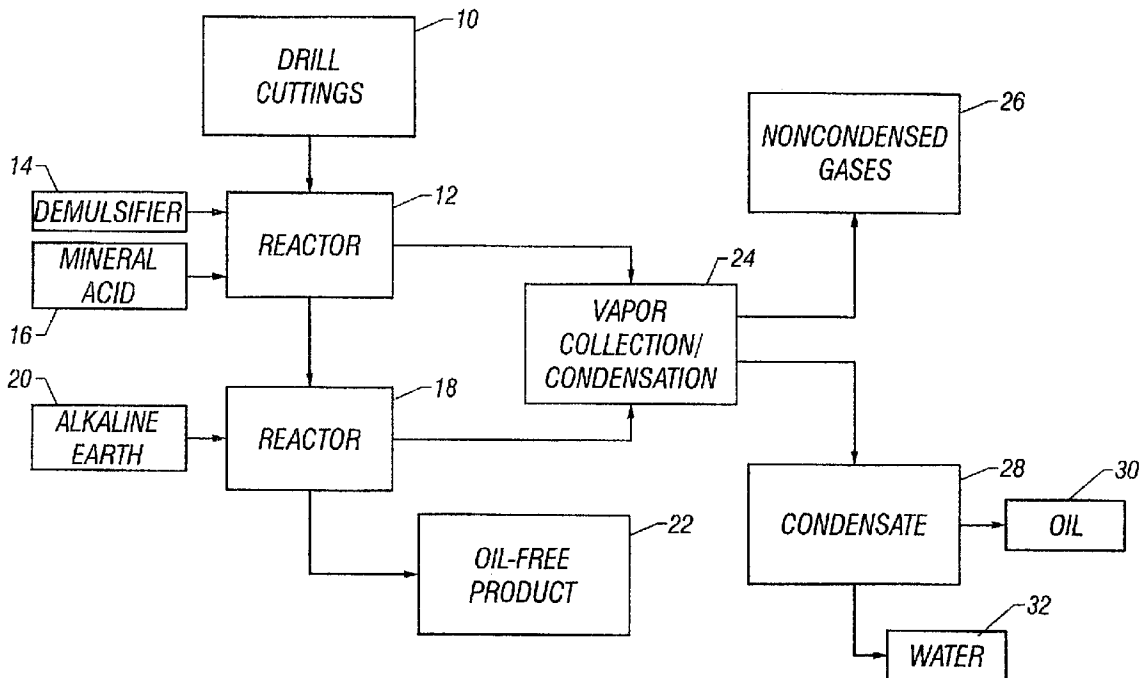 10
DRILL
CUTTINGS
26
NONCONDENSED
GASES
14
DEMULSIFIER
12
REACTOR
MINERAL
ACID
16
24
VAPOR
COLLECTION/
CONDENSATION
20
ALKALINE
EARTH
18
REACTOR
28
CONDENSATE
30
OIL
22
OIL-FREE
PRODUCT
32
WATER